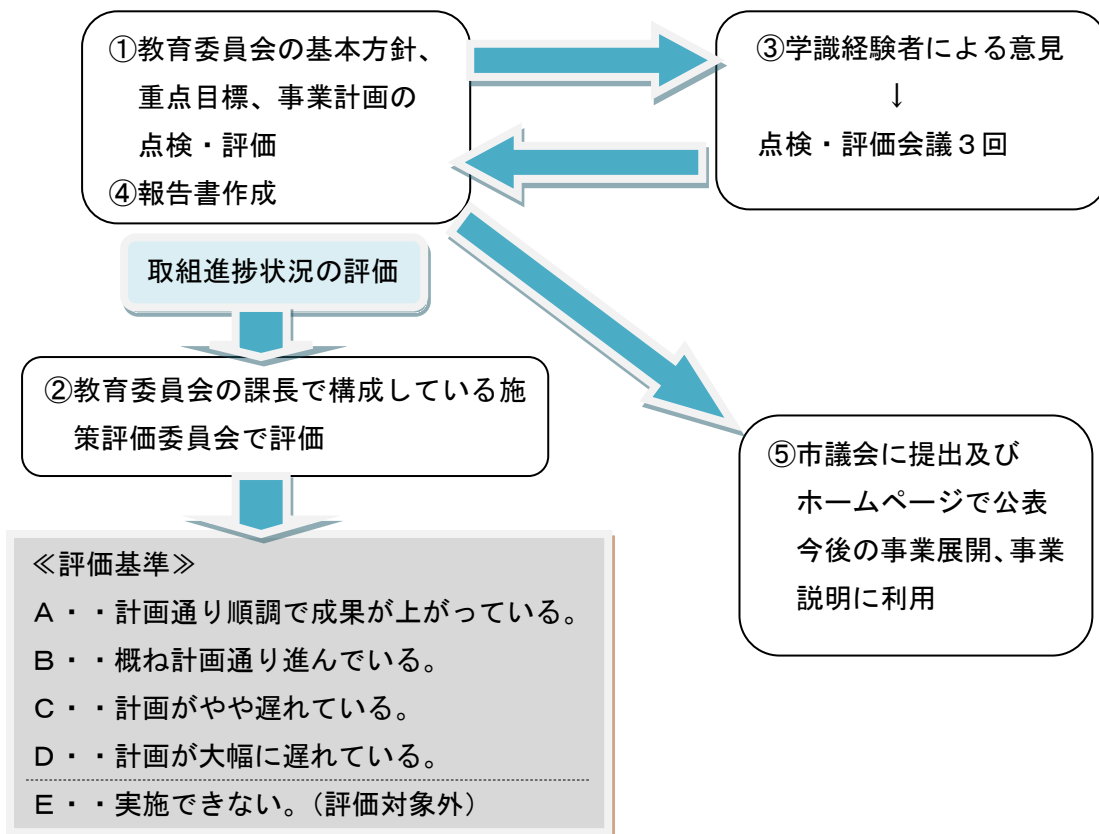 ①教育委員会の基本方針、
重点目標、事業計画の
点検・評価
④報告書作成
③学識経験者による意見
↓
点検・評価会議３回
取組進捗状況の評価
②教育委員会の課長で構成している施
策評価委員会で評価
⑤市議会に提出及び
ホームページで公表
今後の事業展開、事業
説明に利用
≪評価基準≫
Ａ・・計画通り順調で成果が上がっている。
Ｂ・・概ね計画通り進んでいる。
Ｃ・・計画がやや遅れている。
Ｄ・・計画が大幅に遅れている。
Ｅ・・実施できない。（評価対象外）